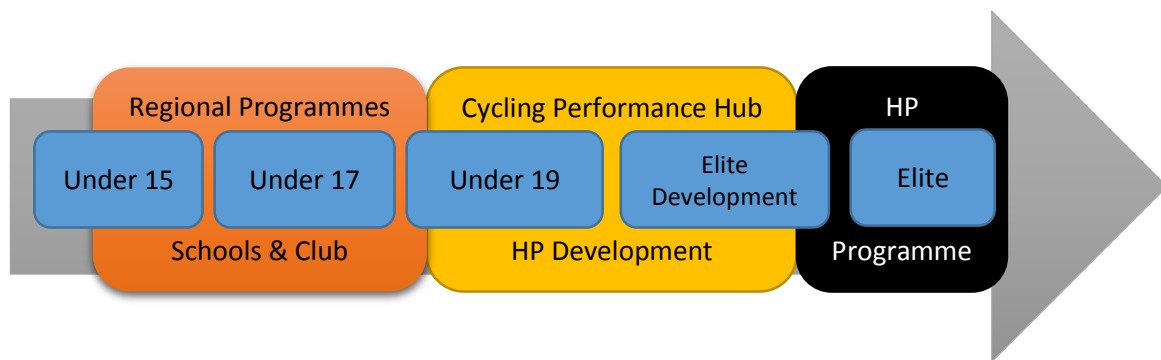 Regional Programmes
Cycling Performance Hub
HP
Under 15
Under 17
Under 19
Elite
Development
Elite
Schools & Club
HP Development
Programme